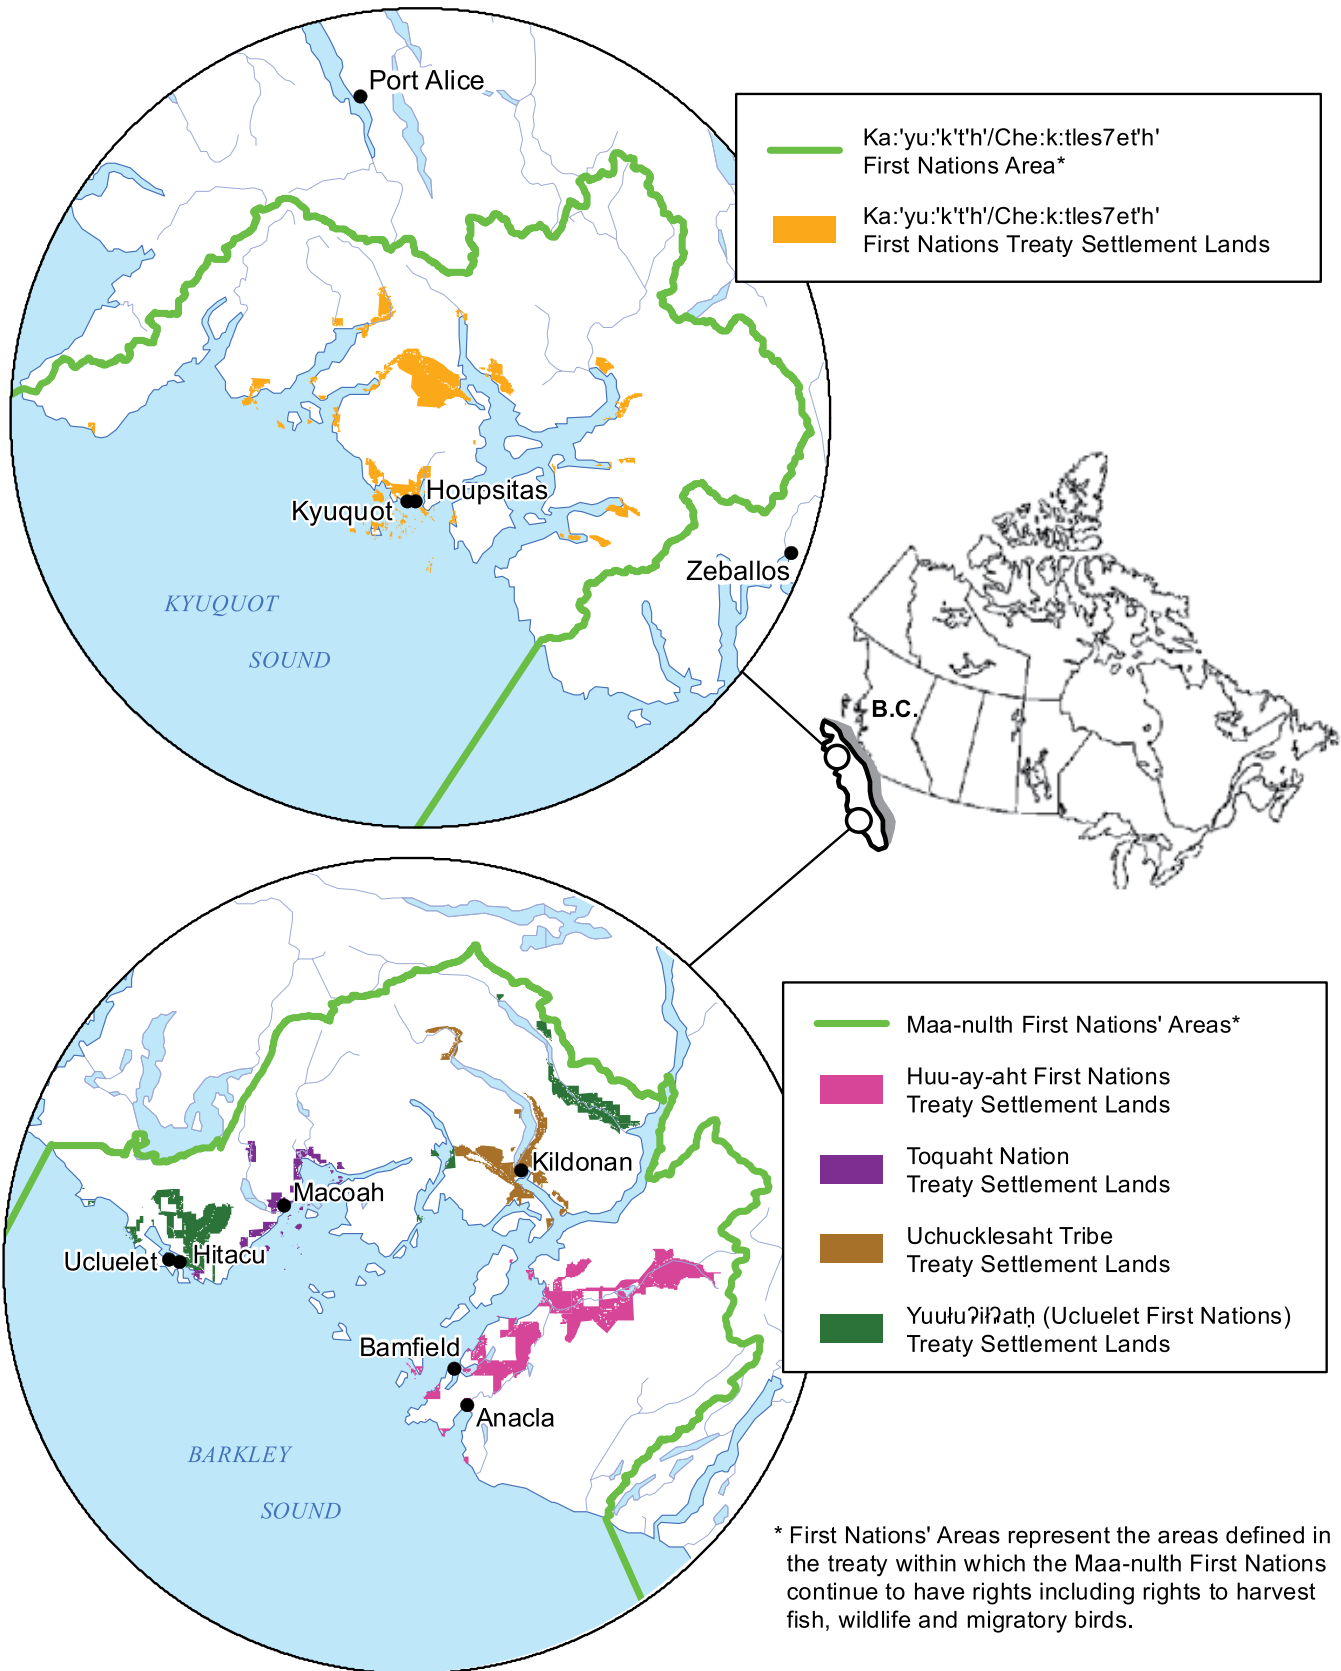 Port Alice
Ka:'yu:'k't'h'/Che:k:tles7et'h'
First Nations Area*
Ka:'yu:'k't'h'/Che:k:tles7et'h'
First Nations Treaty Settlement Lands
Houpsitas
Kyuquot
Zeballos
KYUQUOT
SOUND
B.C.
Maa-nulth First Nations' Areas*
Huu-ay-aht First Nations
Treaty Settlement Lands
Toquaht Nation
Treaty Settlement Lands
Uchucklesaht Tribe
Treaty Settlement Lands
Yuułuʔiłʔatḥ (Ucluelet First Nations)
Treaty Settlement Lands
Kildonan
Macoah
Ucluelet
Hitacu
Bamfield
Anacla
BARKLEY
SOUND
* First Nations' Areas represent the areas defined in
the treaty within which the Maa-nulth First Nations
continue to have rights including rights to harvest
fish, wildlife and migratory birds.